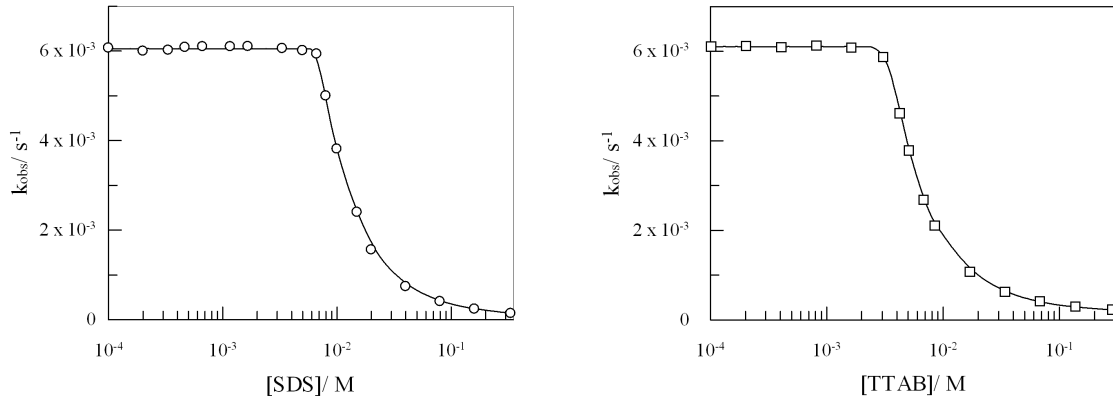 6 x 10⁻³
4 x 10⁻³
2 x 10⁻³
0
kobs/ s⁻¹
10⁻⁴
10⁻³
10⁻²
10⁻¹
[SDS]/ M
6 x 10⁻³
4 x 10⁻³
2 x 10⁻³
0
kobs/ s⁻¹
10⁻⁴
10⁻³
10⁻²
10⁻¹
[TTAB]/ M